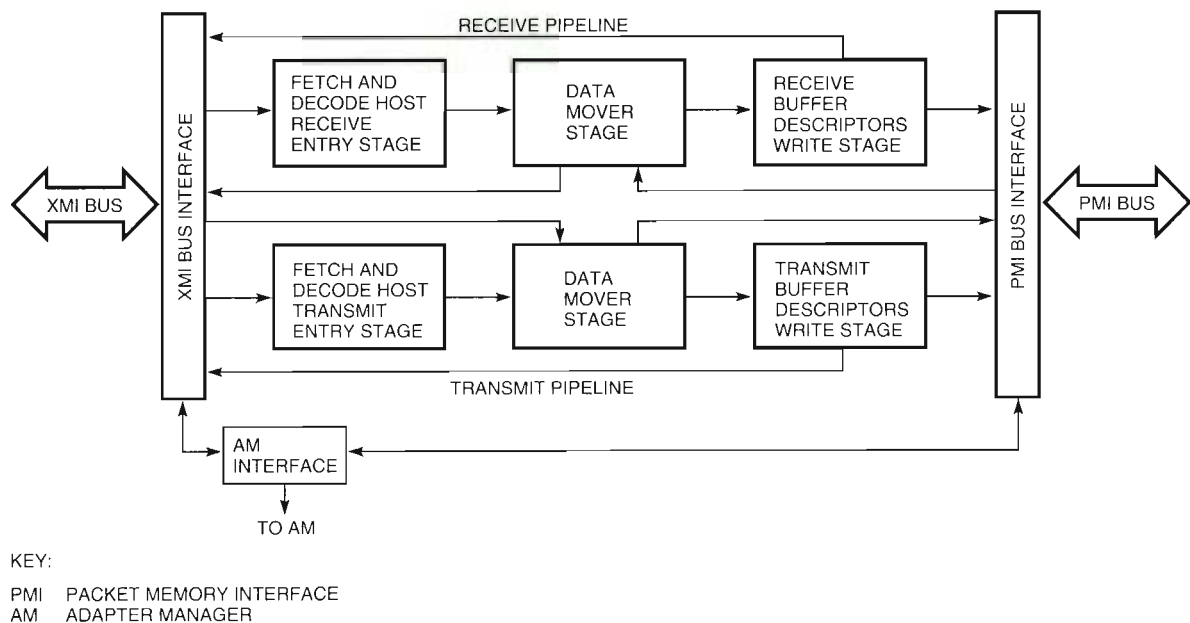 RECEIVE PIPELINE
FETCH AND
DECODE HOST
RECEIVE
ENTRY STAGE
DATA
MOVER
STAGE
RECEIVE
BUFFER
DESCRIPTORS
WRITE STAGE
XMI BUS
XMI BUS INTERFACE
PMI BUS INTERFACE
PMI BUS
FETCH AND
DECODE HOST
TRANSMIT
ENTRY STAGE
DATA
MOVER
STAGE
TRANSMIT
BUFFER
DESCRIPTORS
WRITE STAGE
TRANSMIT PIPELINE
AM
INTERFACE
TO AM
KEY:
PMI PACKET MEMORY INTERFACE
AM ADAPTER MANAGER